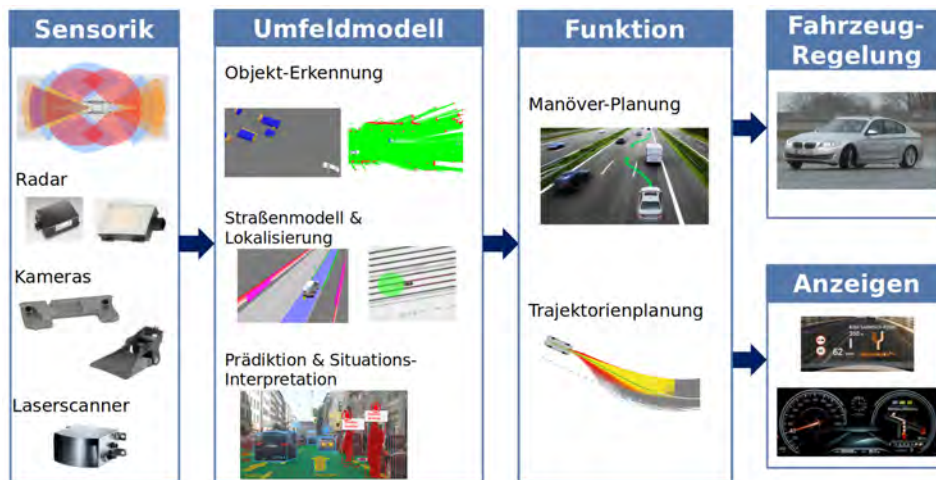 Sensorik
Radar
Kameras
Laserscanner
Umfeldmodell
Objekt-Erkennung
Straßenmodell &
Lokalisierung
Prädiktion & Situations-
Interpretation
Funktion
Manöver-Planung
Trajektorienplanung
Fahrzeug-
Regelung
Anzeigen
62